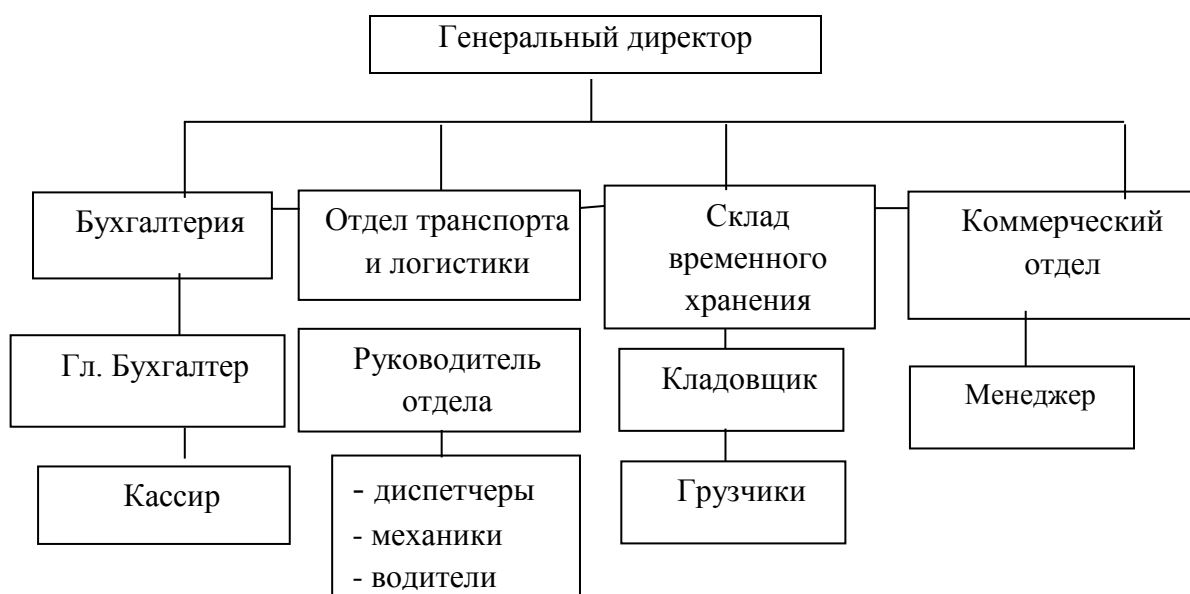 Генеральный директор
Бухгалтерия
Отдел транспорта
и логистики
Склад
временного
хранения
Коммерческий
отдел
Гл. Бухгалтер
Руководитель
отдела
Кладовщик
Менеджер
Кассир
- диспетчеры
- механики
- водители
Грузчики